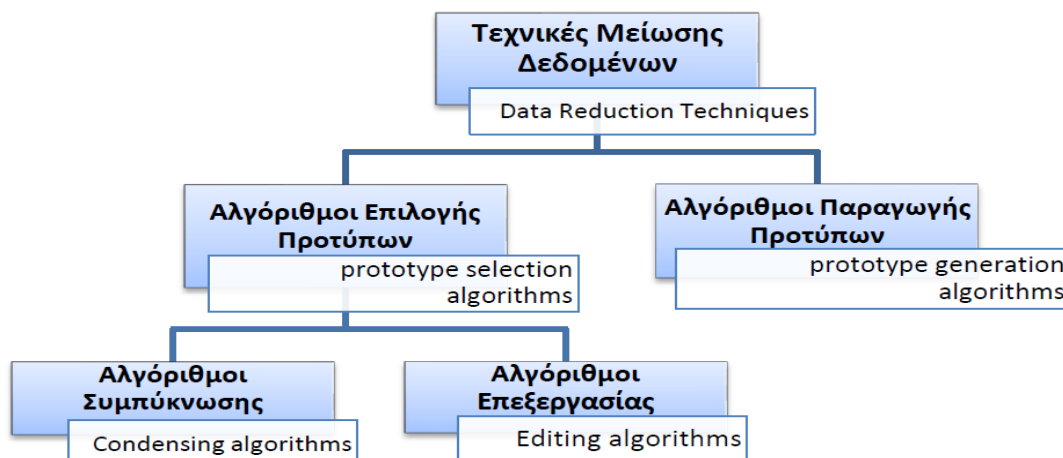 Τεχνικές Μείωσης
Δεδομένων
Data Reduction Techniques
Αλγόριθμοι Επιλογής
Προτύπων
prototype selection
algorithms
Αλγόριθμοι Παραγωγής
Προτύπων
prototype generation
algorithms
Αλγόριθμοι
Συμπύκνωσης
Condensing algorithms
Αλγόριθμοι
Επεξεργασίας
Editing algorithms